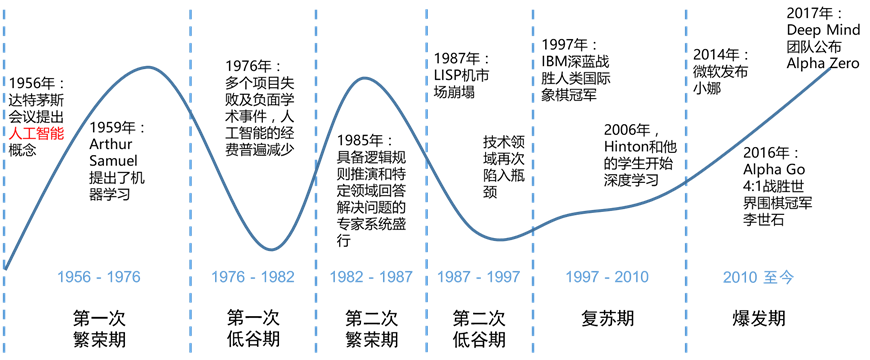 1956年：
达特茅斯
会议提出
人工智能
概念
1959年：
Arthur
Samuel
提出了机
器学习
1976年：
多个项目失
败及负面学
术事件，人
工智能的经
费普遍减少
1985年：
具备逻辑规
则推演和特
定领域回答
解决问题的
专家系统盛
行
1987年：
LISP机市
场崩塌
技术领
域再次
陷入瓶
颈
1997年：
IBM深蓝战
胜人类国际
象棋冠军
2006年，
Hinton和他
的学生开始
深度学习
2014年：
微软发布
小娜
2016年：
Alpha Go
4:1战胜世
界围棋冠军
李世石
2017年：
Deep Mind
团队公布
Alpha Zero
1956 - 1976
1976 - 1982
1982 - 1987
1987 - 1997
1997 - 2010
2010 至今
第一次
繁荣期
第一次
低谷期
第二次
繁荣期
第二次
低谷期
复苏期
爆发期